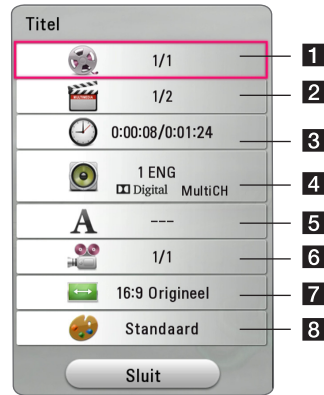 Titel
1/1 1
1/2 2
0:00:08/0:01:24 3
1 ENG
Digital MultiCH 4
A --- 5
1/1 6
16:9 Origineel 7
Standaard 8
Sluit